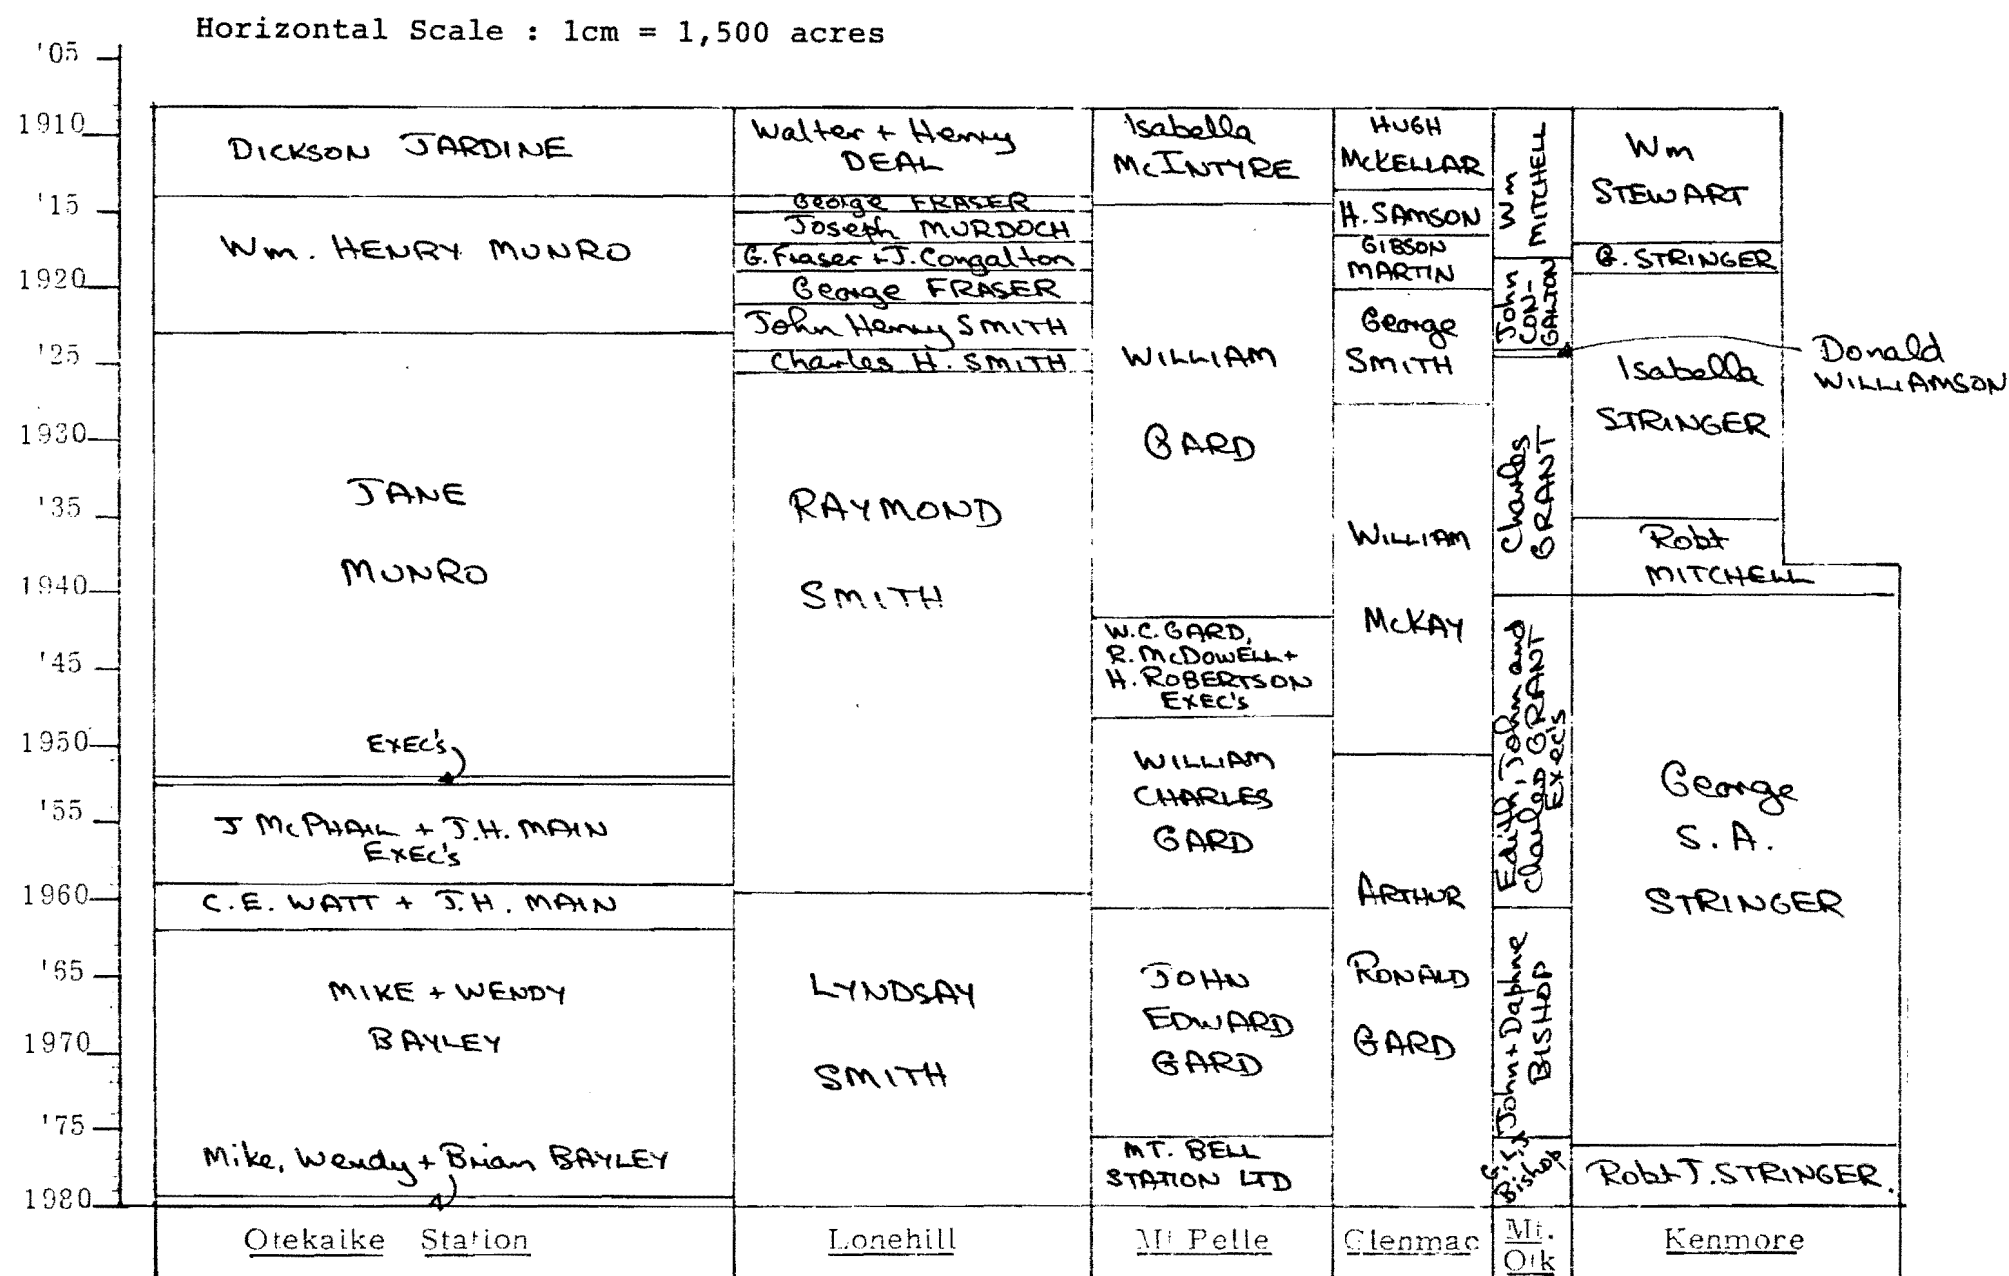 Horizontal Scale : 1cm = 1,500 acres
'05
1910
'15
1920
'25
1930
'35
1940
'45
1950
'55
1960
'65
1970
'75
1980
DICKSON JARDINE
Wm. HENRY MUNRO
JANE
MUNRO
EXEC's
J McPHAIL + J.H. MAIN
EXEC's
C.E. WATT + J.H. MAIN
MIKE + WENDY
BAYLEY
Mike, Wendy + Brian BAYLEY
Otekaike Station
Walter + Henry
DEAL
George FRASER
Joseph MURDOCH
G. Fraser + J. Congalton
George FRASER
John Henry SMITH
Charles H. SMITH
RAYMOND
SMITH
LYNDSAY
SMITH
Lonehill
Isabella
McINTYRE
WILLIAM
GARD
W.C. GARD,
R. McDOWELL +
H. ROBERTSON
EXEC's
WILLIAM
CHARLES
GARD
JOHN
EDWARD
GARD
MT. BELL
STATION LTD
Mt Pelle
HUGH
McKELLAR
H. SAMSON
GIBSON
MARTIN
George
SMITH
WILLIAM
McKAY
ARTHUR
RONALD
GARD
Glenmac
Wm
MITCHELL
John
CON-
GALTON
Donald
WILLIAMSON
Charles
GRANT
Edith, John and
Charles GRANT
Exec's
John + Daphne
BISHOP
Bishop
Mt.
Otk
Wm
STEWART
G. STRINGER
Isabella
STRINGER
Robt
MITCHELL
George
S.A.
STRINGER
Robt J. STRINGER.
Kenmore